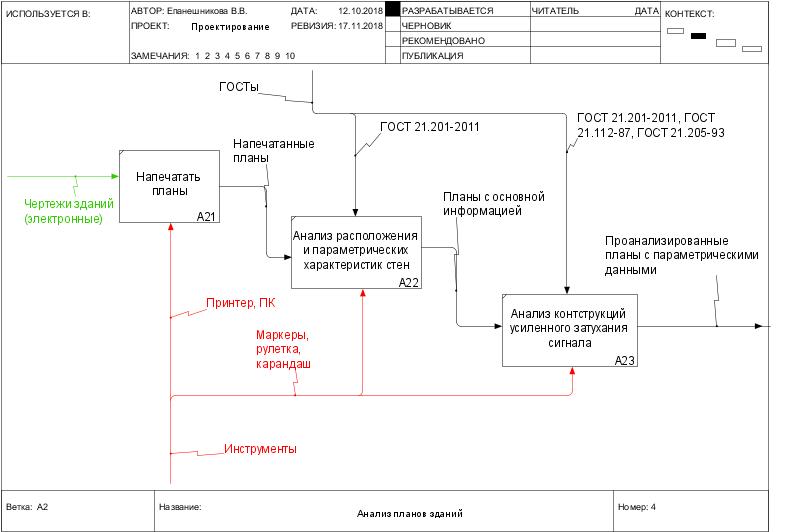 ИСПОЛЬЗУЕТСЯ В:
АВТОР: Епанешникова В.В.
ДАТА: 12.10.2018
РАЗРАБАТЫВАЕТСЯ
ЧИТАТЕЛЬ
ДАТА
КОНТЕКСТ:
ПРОЕКТ: Проектирование
РЕВИЗИЯ: 17.11.2018
ЧЕРНОВИК
РЕКОМЕНДОВАНО
ЗАМЕЧАНИЯ: 1 2 3 4 5 6 7 8 9 10
ПУБЛИКАЦИЯ
ГОСТы
ГОСТ 21.201-2011
ГОСТ 21.201-2011, ГОСТ
21.112-87, ГОСТ 21.205-93
Напечатанные
планы
Напечатать
планы
A21
Чертежи зданий
(электронные)
Планы с основной
информацией
Анализ расположения
и параметрических
характеристик стен
A22
Проанализированные
планы с параметрическими
данными
Принтер, ПК
Анализ контструкций
усиленного затухания
сигнала
A23
Маркеры,
рулетка,
карандаш
Инструменты
Ветка: A2
Название:
Анализ планов зданий
Номер: 4